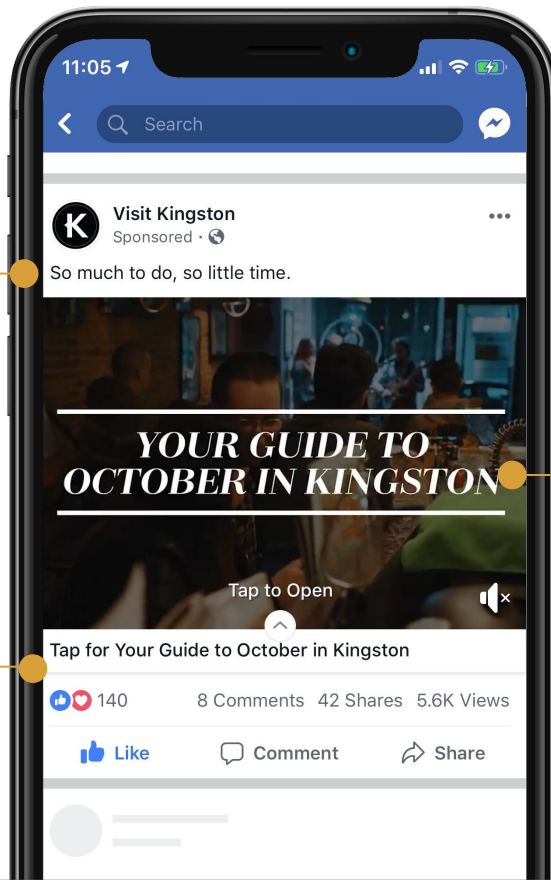 11:05
Search
K
Visit Kingston
Sponsored ·
So much to do, so little time.
YOUR GUIDE TO
OCTOBER IN KINGSTON
Tap to Open
Tap for Your Guide to October in Kingston
140 8 Comments 42 Shares 5.6K Views
Like Comment Share